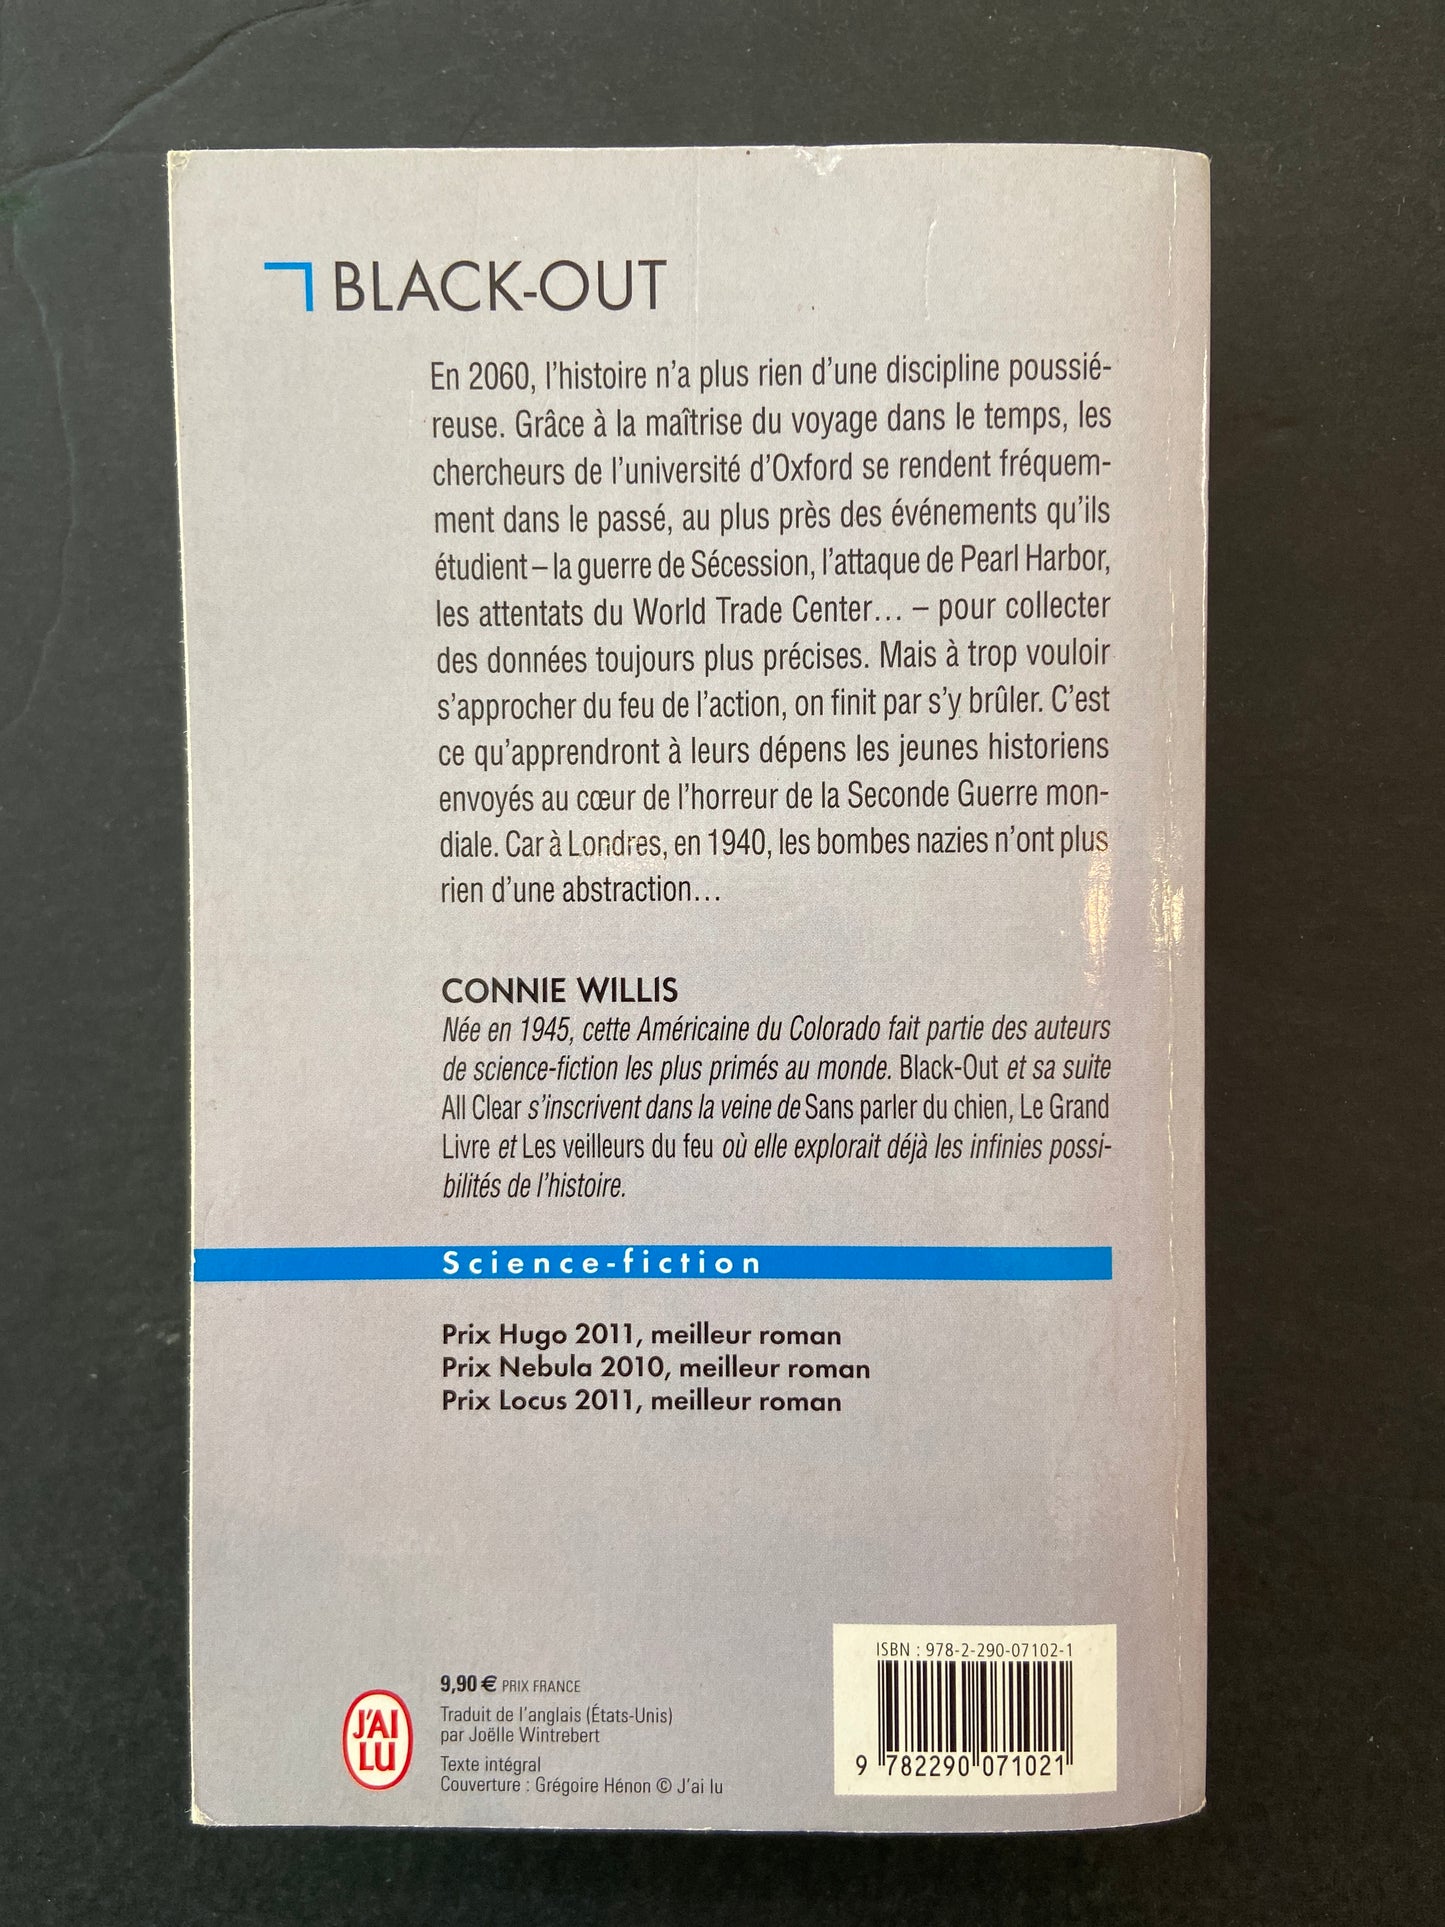 BLACK-OUT
En 2060, l'histoire n'a plus rien d'une discipline poussié-
reuse. Grâce à la maîtrise du voyage dans le temps, les
chercheurs de l'université d'Oxford se rendent fréquem-
ment dans le passé, au plus près des événements qu'ils
étudient – la guerre de Sécession, l'attaque de Pearl Harbor,
les attentats du World Trade Center… – pour collecter
des données toujours plus précises. Mais à trop vouloir
s'approcher du feu de l'action, on finit par s'y brûler. C'est
ce qu'apprendront à leurs dépens les jeunes historiens
envoyés au cœur de l'horreur de la Seconde Guerre mon-
diale. Car à Londres, en 1940, les bombes nazies n'ont plus
rien d'une abstraction…
CONNIE WILLIS
Née en 1945, cette Américaine du Colorado fait partie des auteurs
de science-fiction les plus primés au monde. Black-Out et sa suite
All Clear s'inscrivent dans la veine de Sans parler du chien, Le Grand
Livre et Les veilleurs du feu où elle explorait déjà les infinies possi-
bilités de l'histoire.
Science-fiction
Prix Hugo 2011, meilleur roman
Prix Nebula 2010, meilleur roman
Prix Locus 2011, meilleur roman
J'AI
LU
9,90 € PRIX FRANCE
Traduit de l'anglais (États-Unis)
par Joëlle Wintrebert
Texte intégral
Couverture : Grégoire Hénon © J'ai lu
ISBN : 978-2-290-07102-1
9 782290 071021